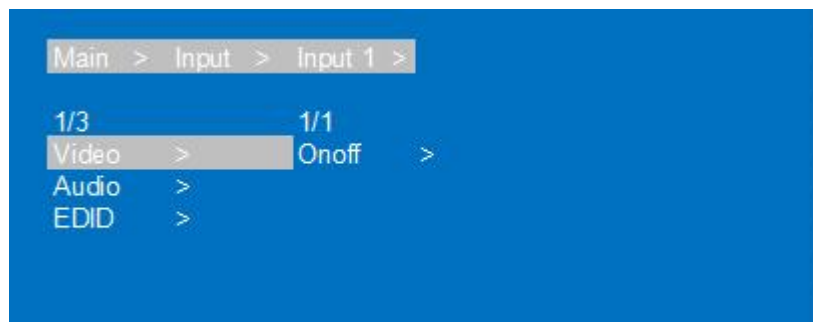 Main > Input > Input 1 >
1/3 1/1
Video > Onoff >
Audio >
EDID >